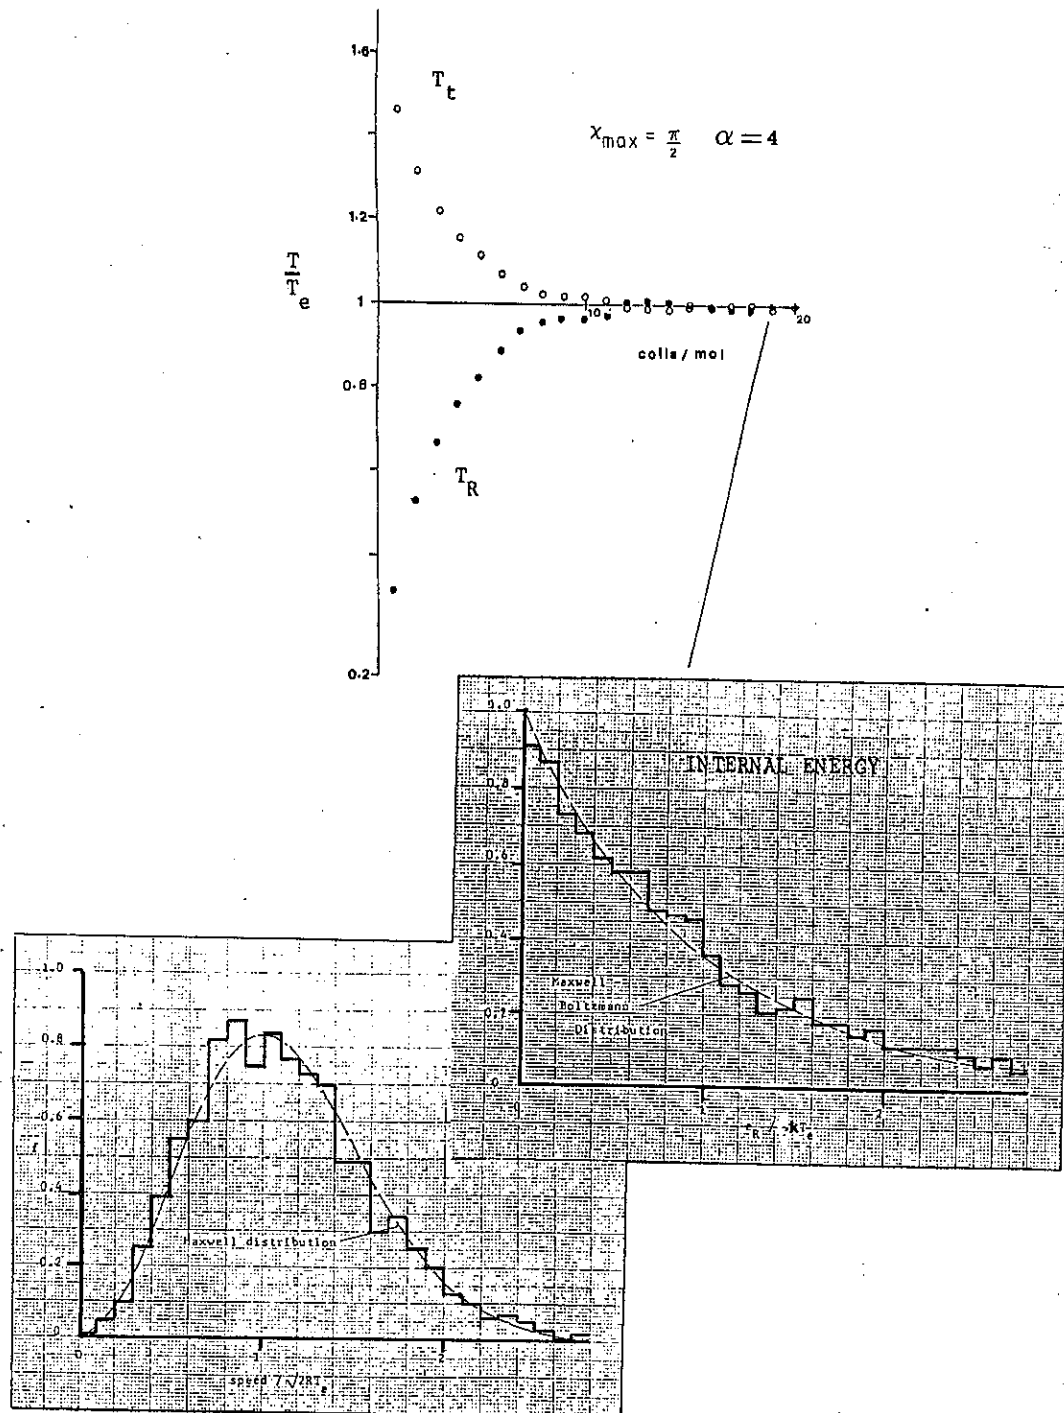 1.6
T_t
χ_max = π/2 α = 4
1.2
T/T_e
1
10
20
colls / mol
0.8
T_R
0.2
INTERNAL ENERGY
0.8
0.6
0.4
Maxwell
Boltzmann
Distribution
0
1
2
1.0
0.8
0.6
f
0.4
Maxwell distribution
0.2
0
0
1
2
speed / √2RT_e